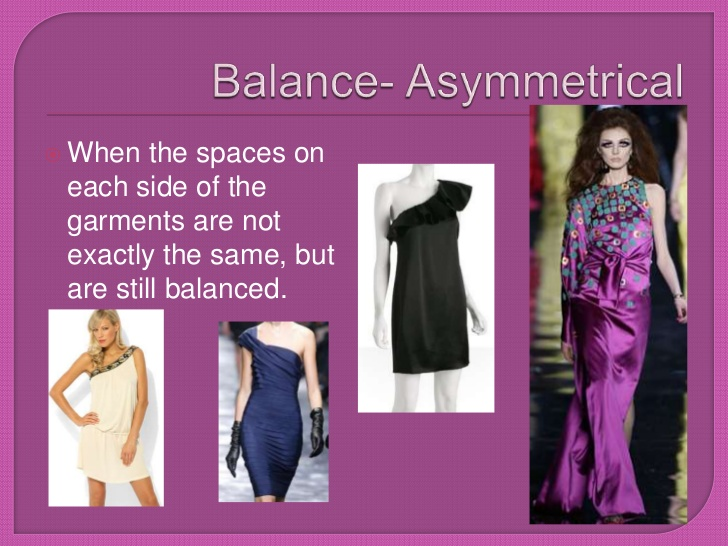 Balance- Asymmetrical
When the spaces on
each side of the
garments are not
exactly the same, but
are still balanced.